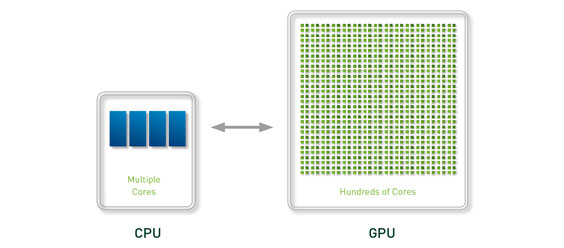 Multiple
Cores
CPU
Hundreds of Cores
GPU